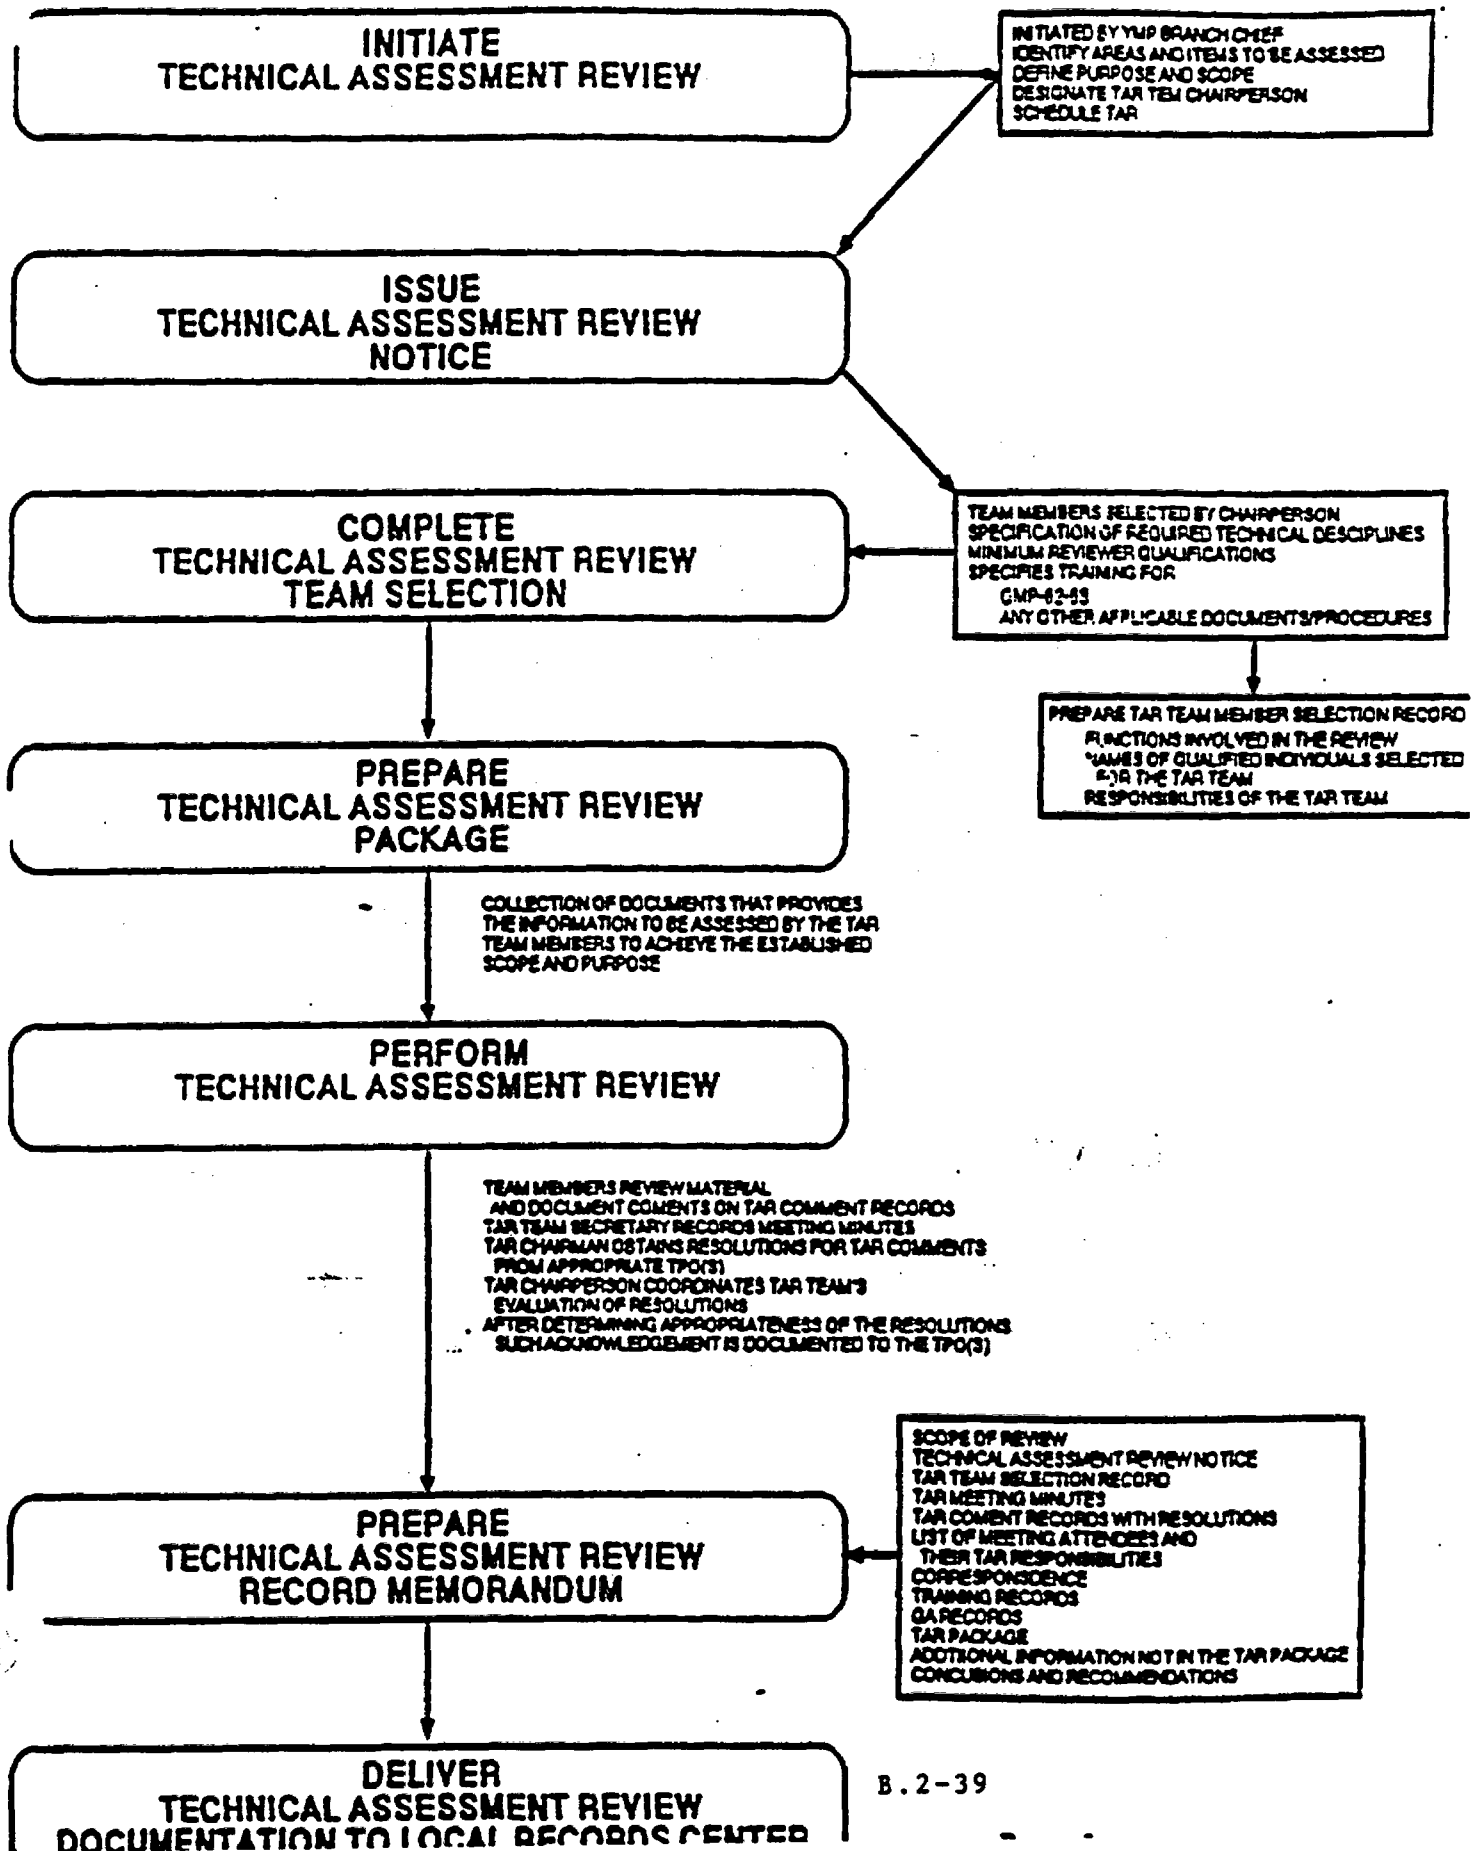 INITIATE
TECHNICAL ASSESSMENT REVIEW
INITIATED BY YMP BRANCH CHIEF
IDENTIFY AREAS AND ITEMS TO BE ASSESSED
DEFINE PURPOSE AND SCOPE
DESIGNATE TAR TEM CHAIRPERSON
SCHEDULE TAR
ISSUE
TECHNICAL ASSESSMENT REVIEW
NOTICE
COMPLETE
TECHNICAL ASSESSMENT REVIEW
TEAM SELECTION
TEAM MEMBERS SELECTED BY CHAIRPERSON
SPECIFICATION OF REQUIRED TECHNICAL DESCIPLINES
MINIMUM REVIEWER QUALIFICATIONS
SPECIFIES TRAINING FOR
ANY OTHER APPLICABLE DOCUMENTS/PROCEDURES
PREPARE TAR TEAM MEMBER SELECTION RECORD
FUNCTIONS INVOLVED IN THE REVIEW
NAMES OF QUALIFIED INDIVIDUALS SELECTED
FOR THE TAR TEAM
RESPONSIBILITIES OF THE TAR TEAM
PREPARE
TECHNICAL ASSESSMENT REVIEW
PACKAGE
COLLECTION OF DOCUMENTS THAT PROVIDES
THE INFORMATION TO BE ASSESSED BY THE TAR
TEAM MEMBERS TO ACHIEVE THE ESTABLISHED
SCOPE AND PURPOSE
PERFORM
TECHNICAL ASSESSMENT REVIEW
TEAM MEMBERS REVIEW MATERIAL
AND DOCUMENT COMENTS ON TAR COMMENT RECORDS
TAR TEAM SECRETARY RECORDS MEETING MINUTES
TAR CHAIRMAN OBTAINS RESOLUTIONS FOR TAR COMMENTS
FROM APPROPRIATE TPO(S)
TAR CHAIRPERSON COORDINATES TAR TEAM'S
EVALUATION OF RESOLUTIONS
AFTER DETERMINING APPROPRIATENESS OF THE RESOLUTIONS
SUCH ACKNOWLEDGEMENT IS DOCUMENTED TO THE TPO(S)
PREPARE
TECHNICAL ASSESSMENT REVIEW
RECORD MEMORANDUM
SCOPE OF REVIEW
TECHNICAL ASSESSMENT REVIEW NOTICE
TAR TEAM SELECTION RECORD
TAR MEETING MINUTES
TAR COMENT RECORDS WITH RESOLUTIONS
LIST OF MEETING ATTENDEES AND
THEIR TAR RESPONSIBILITIES
CORRESPONSCENCE
TRAINING RECORDS
QA RECORDS
TAR PACKAGE
ADDTIONAL INFORMATION NOT IN THE TAR PACKAGE
CONCUSIONS AND RECOMMENDATIONS
DELIVER
TECHNICAL ASSESSMENT REVIEW
DOCUMENTATION TO LOCAL RECORDS CENTER
B.2-39